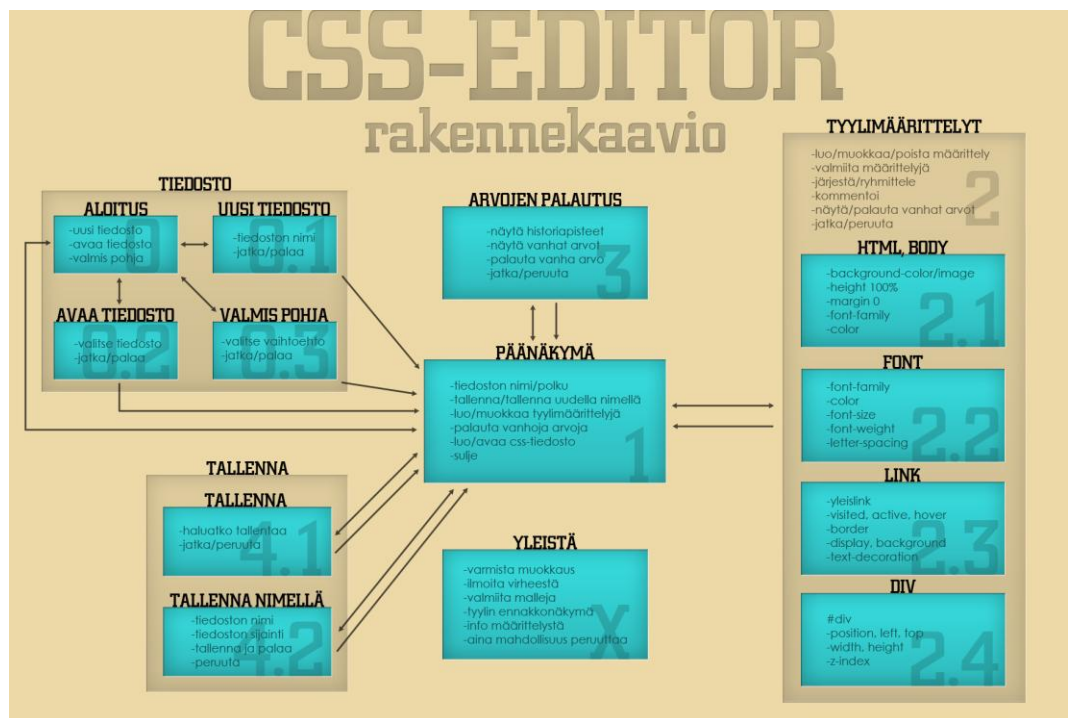 CSS-EDITOR
rakennekaavio
TIEDOSTO
ALOITUS
-uusi tiedosto
-avaa tiedosto
-valmis pohja
0
UUSI TIEDOSTO
-tiedoston nimi
-jatka/palaa
0.1
AVAA TIEDOSTO
-valitse tiedosto
-jatka/palaa
0.2
VALMIS POHJA
-valitse vaihtoehto
-jatka/palaa
0.3
ARVOJEN PALAUTUS
-näytä historiapisteet
-näytä vanhat arvot
-palauta vanha arvo
-jatka/peruuta
3
PÄÄNÄKYMÄ
-tiedoston nimi/polku
-tallenna/tallenna uudella nimellä
-luo/muokkaa tyylimäärittelyjä
-palauta vanhoja arvoja
-luo/avaa css-tiedosto
-sulje
1
TALLENNA
TALLENNA
-haluatko tallentaa
-jatka/peruuta
4.1
TALLENNA NIMELLÄ
-tiedoston nimi
-tiedoston sijainti
-tallenna ja palaa
-peruuta
4.2
YLEISTÄ
-varmista muokkaus
-ilmoita virheestä
-valmiita malleja
-tyylin ennakkonäkymä
-info määrittelystä
-aina mahdollisuus peruuttaa
X
TYYLIMÄÄRITTELYT
-luo/muokkaa/poista määrittely
-valmiita määrittelyjä
-järjestä/ryhmittele
-kommentoi
-näytä/palauta vanhat arvot
-jatka/peruuta
2
HTML, BODY
-background-color/image
-height 100%
-margin 0
-font-family
-color
2.1
FONT
-font-family
-color
-font-size
-font-weight
-letter-spacing
2.2
LINK
-yleislink
-visited, active, hover
-border
-display, background
-text-decoration
2.3
DIV
#div
-position, left, top
-width, height
-z-index
2.4